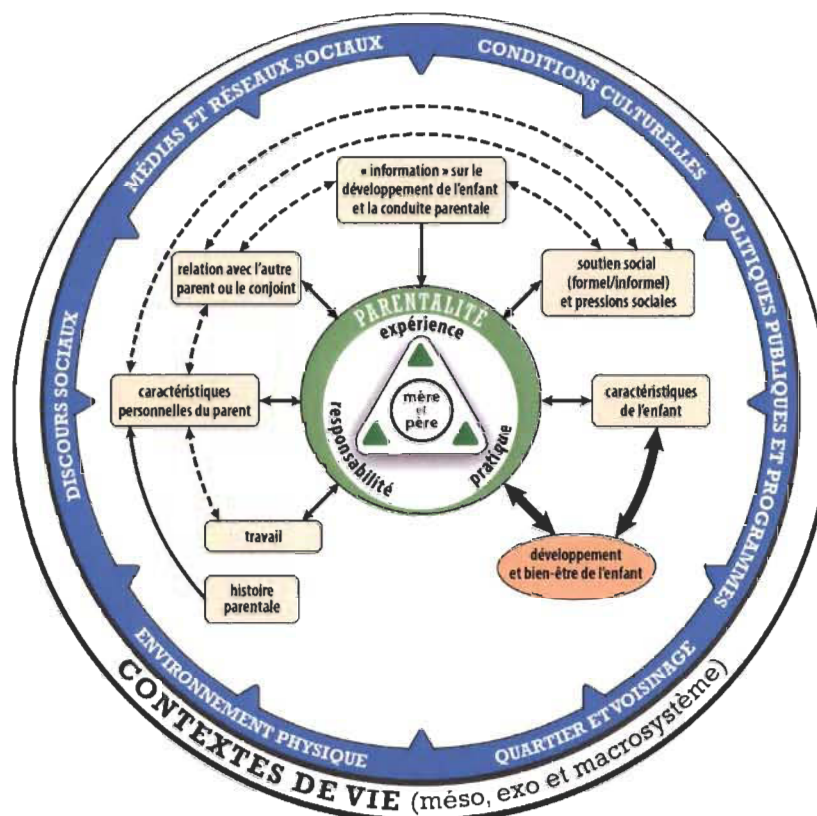 MÉDIAS ET RÉSEAUX SOCIAUX
CONDITIONS CULTURELLES
« information » sur le
développement de l'enfant
et la conduite parentale
relation avec l'autre
parent ou le conjoint
soutien social
(formel/informel)
et pressions sociales
POLITIQUES PUBLIQUES ET PROGRAMMES
DISCOURS SOCIAUX
PARENTALITÉ
expérience
mère
et
père
responsabilité
pratique
caractéristiques
personnelles du parent
caractéristiques
de l'enfant
travail
développement
et bien-être de l'enfant
histoire
parentale
ENVIRONNEMENT PHYSIQUE
QUARTIER ET VOISINAGE
CONTEXTES DE VIE (méso, exo et macrosystème)